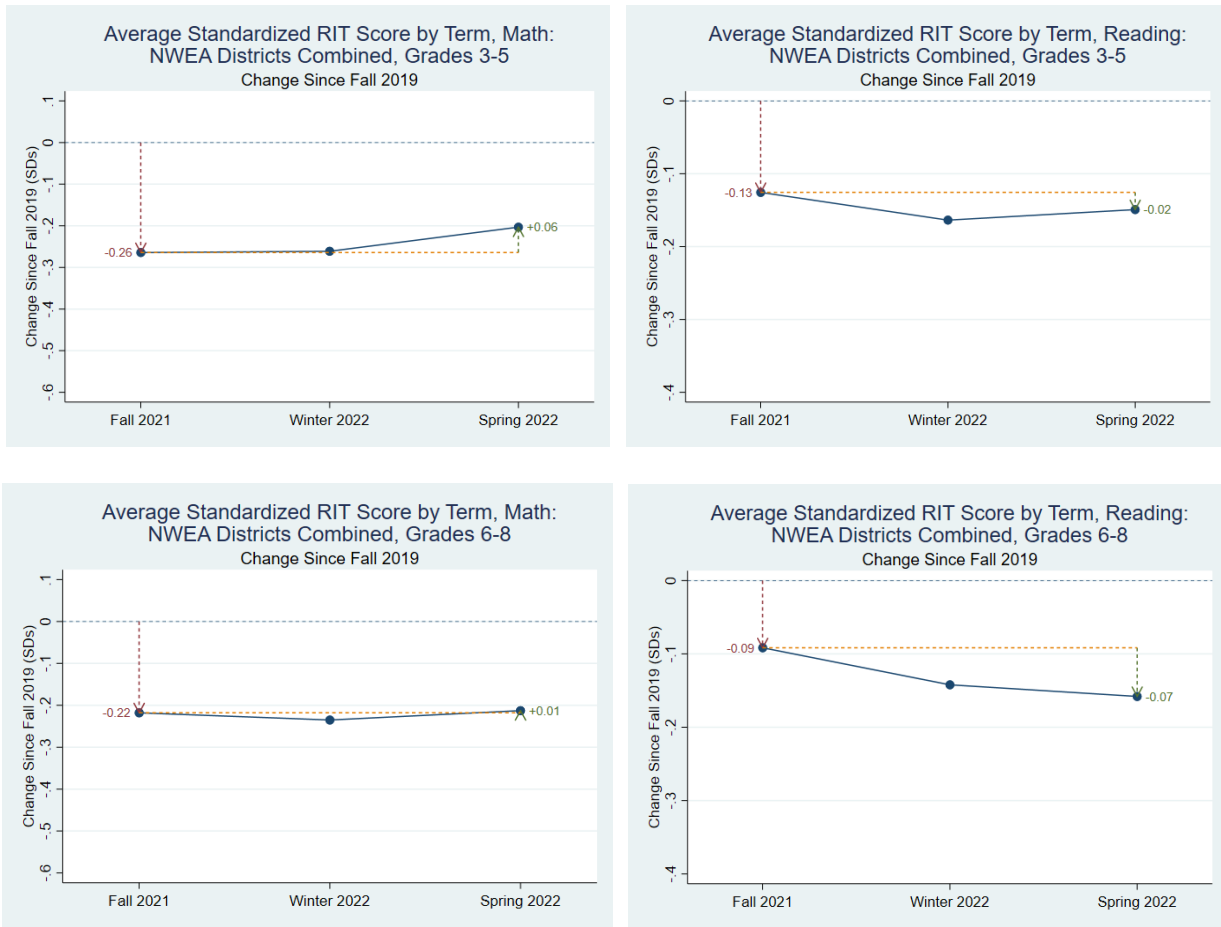 Average Standardized RIT Score by Term, Math:
NWEA Districts Combined, Grades 3-5
Change Since Fall 2019
Change Since Fall 2019 (SDs)
.1
0
-.1
-.2
-.3
-.4
-.5
-.6
-0.26
+0.06
Fall 2021 Winter 2022 Spring 2022
Average Standardized RIT Score by Term, Reading:
NWEA Districts Combined, Grades 3-5
Change Since Fall 2019
Change Since Fall 2019 (SDs)
0
-.1
-.2
-.3
-.4
-0.13
-0.02
Fall 2021 Winter 2022 Spring 2022
Average Standardized RIT Score by Term, Math:
NWEA Districts Combined, Grades 6-8
Change Since Fall 2019
Change Since Fall 2019 (SDs)
.1
0
-.1
-.2
-.3
-.4
-.5
-.6
-0.22
+0.01
Fall 2021 Winter 2022 Spring 2022
Average Standardized RIT Score by Term, Reading:
NWEA Districts Combined, Grades 6-8
Change Since Fall 2019
Change Since Fall 2019 (SDs)
0
-.1
-.2
-.3
-.4
-0.09
-0.07
Fall 2021 Winter 2022 Spring 2022